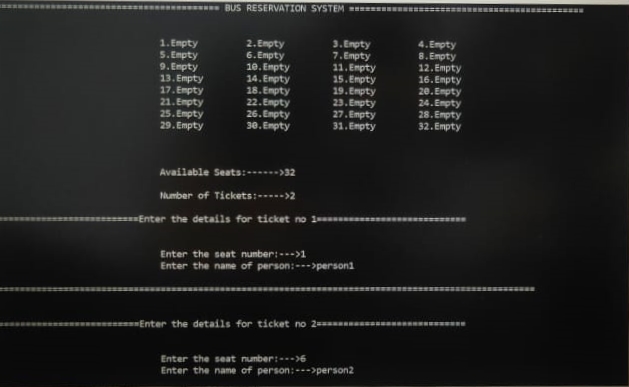 ============================== BUS RESERVATION SYSTEM ================================
1.Empty 2.Empty 3.Empty 4.Empty
5.Empty 6.Empty 7.Empty 8.Empty
9.Empty 10.Empty 11.Empty 12.Empty
13.Empty 14.Empty 15.Empty 16.Empty
17.Empty 18.Empty 19.Empty 20.Empty
21.Empty 22.Empty 23.Empty 24.Empty
25.Empty 26.Empty 27.Empty 28.Empty
29.Empty 30.Empty 31.Empty 32.Empty
Available Seats:------>32
Number of Tickets:----->2
====================Enter the details for ticket no 1====================
Enter the seat number:--->1
Enter the name of person:--->person1
==========================================================================
====================Enter the details for ticket no 2====================
Enter the seat number:--->6
Enter the name of person:--->person2